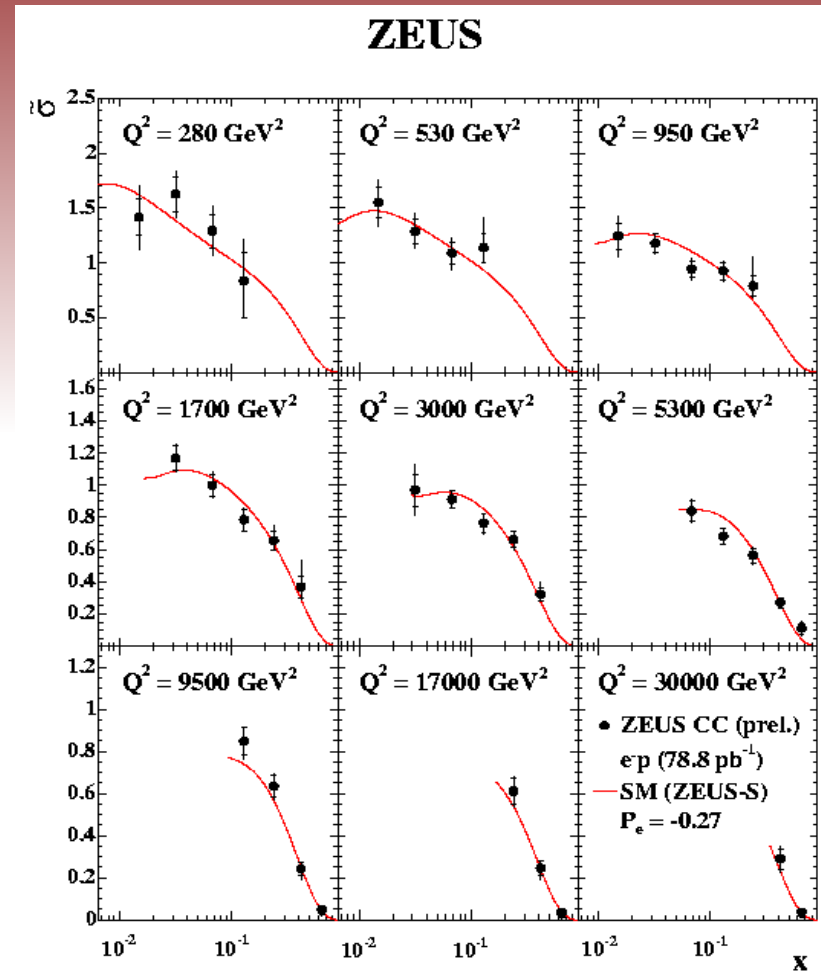 ZEUS
σ̃
2.5
Q² = 280 GeV²
Q² = 530 GeV²
Q² = 950 GeV²
2
1.5
1
0.5
1.6
Q² = 1700 GeV²
Q² = 3000 GeV²
Q² = 5300 GeV²
1.4
1.2
1
0.8
0.6
0.4
0.2
1.2
Q² = 9500 GeV²
Q² = 17000 GeV²
Q² = 30000 GeV²
1
ZEUS CC (prel.)
e⁻p (78.8 pb⁻¹)
0.8
SM (ZEUS-S)
0.6
Pₑ = -0.27
0.4
0.2
0
10⁻² 10⁻¹ 10⁻² 10⁻¹ 10⁻² 10⁻¹
x